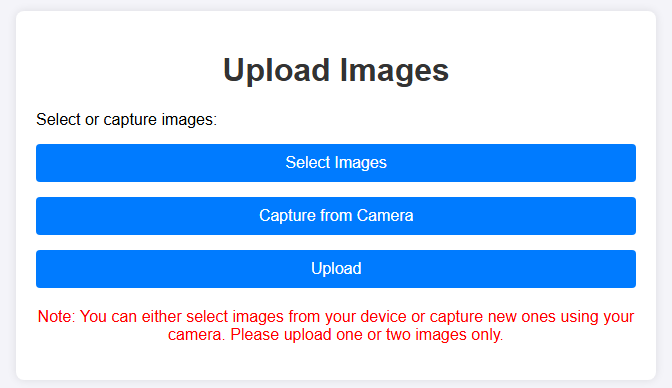 Upload Images
Select or capture images:
Select Images
Capture from Camera
Upload
Note: You can either select images from your device or capture new ones using your
camera. Please upload one or two images only.